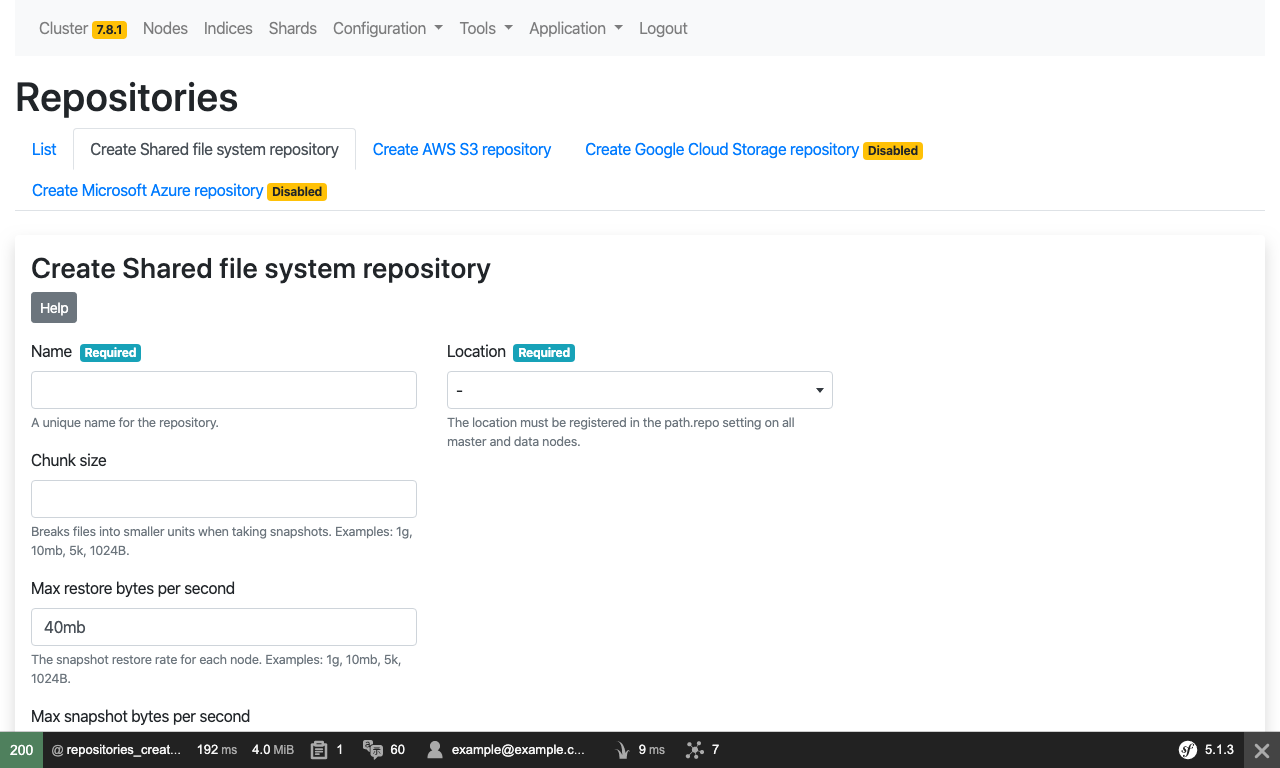 Cluster 7.8.1 Nodes Indices Shards Configuration Tools Application Logout
Repositories
List Create Shared file system repository Create AWS S3 repository Create Google Cloud Storage repository Disabled
Create Microsoft Azure repository Disabled
Create Shared file system repository
Help
Name Required Location Required
-
A unique name for the repository. The location must be registered in the path.repo setting on all
master and data nodes.
Chunk size
Breaks files into smaller units when taking snapshots. Examples: 1g,
10mb, 5k, 1024B.
Max restore bytes per second
40mb
The snapshot restore rate for each node. Examples: 1g, 10mb, 5k,
1024B.
Max snapshot bytes per second
200 @ repositories_creat... 192 ms 4.0 MiB 1 60 example@example.c... 9 ms 7 sf 5.1.3